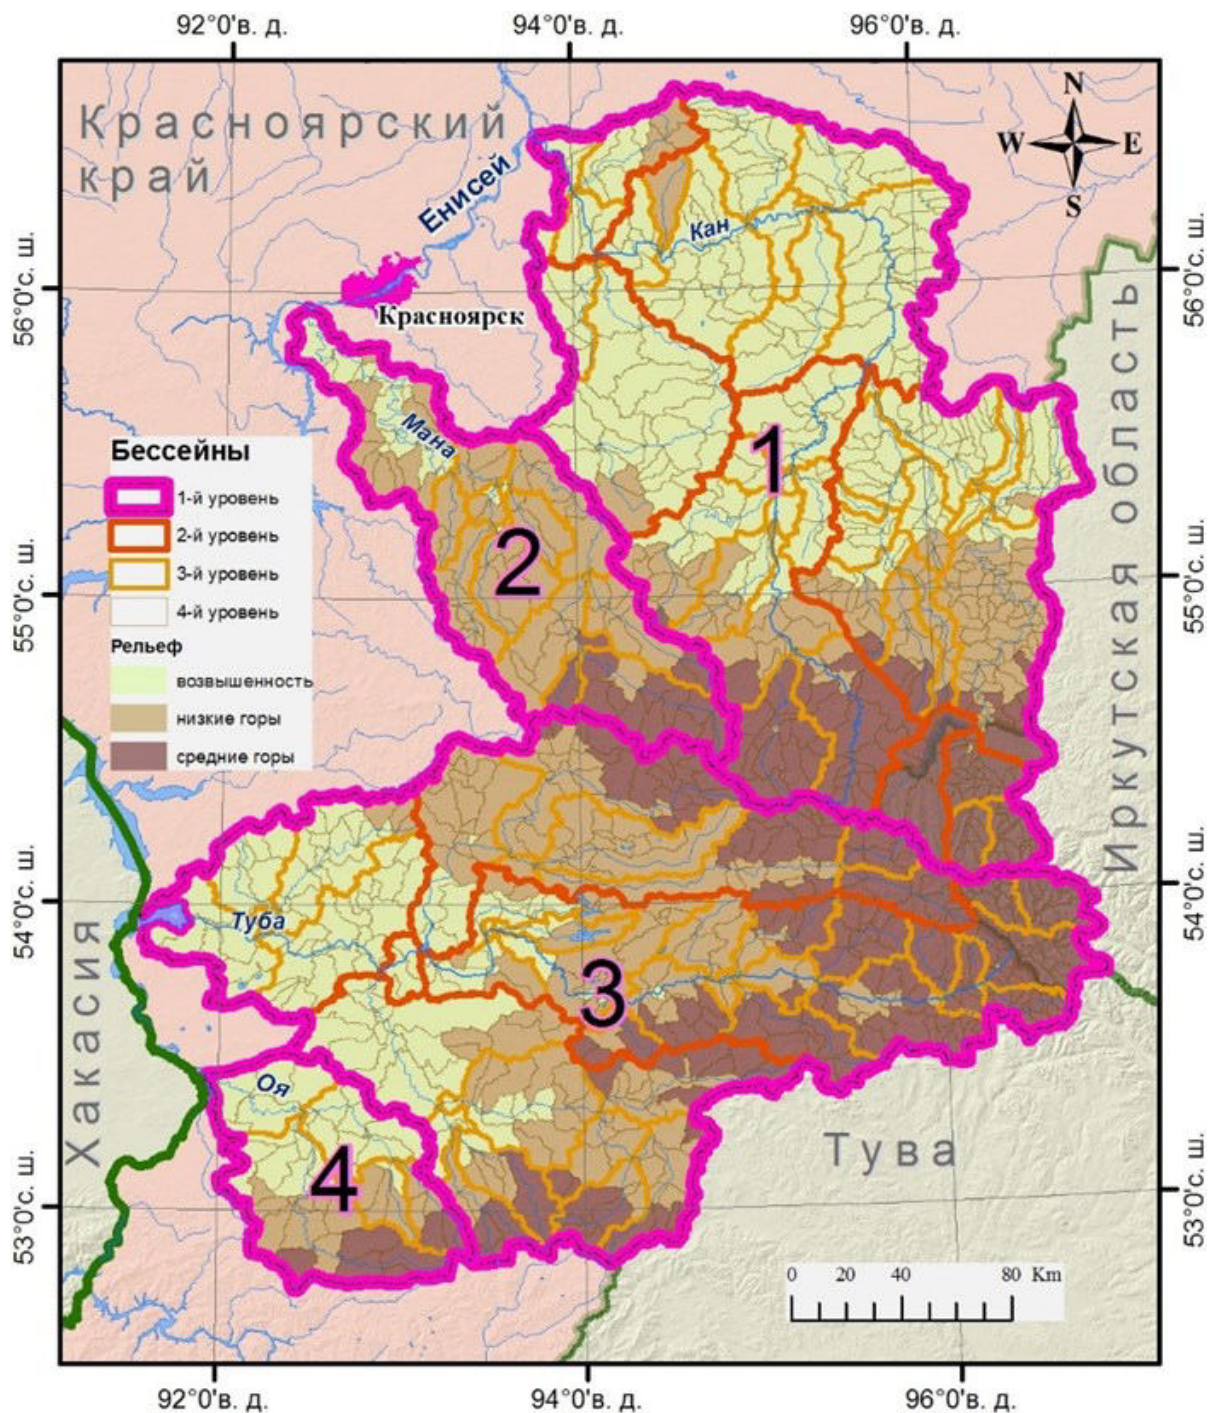 92°0'в. д.
94°0'в. д.
96°0'в. д.
Красноярский
край
Енисей
N
W
E
S
Кан
56°0'с. ш.
56°0'с. ш.
Красноярск
Мана
Бессейны
1-й уровень
2-й уровень
3-й уровень
4-й уровень
Рельеф
возвышенность
низкие горы
средние горы
1
2
Иркутская область
55°0'с. ш.
55°0'с. ш.
54°0'с. ш.
54°0'с. ш.
Туба
3
Хакасия
Оя
Тува
4
53°0'с. ш.
53°0'с. ш.
0 20 40 80 Km
92°0'в. д.
94°0'в. д.
96°0'в. д.